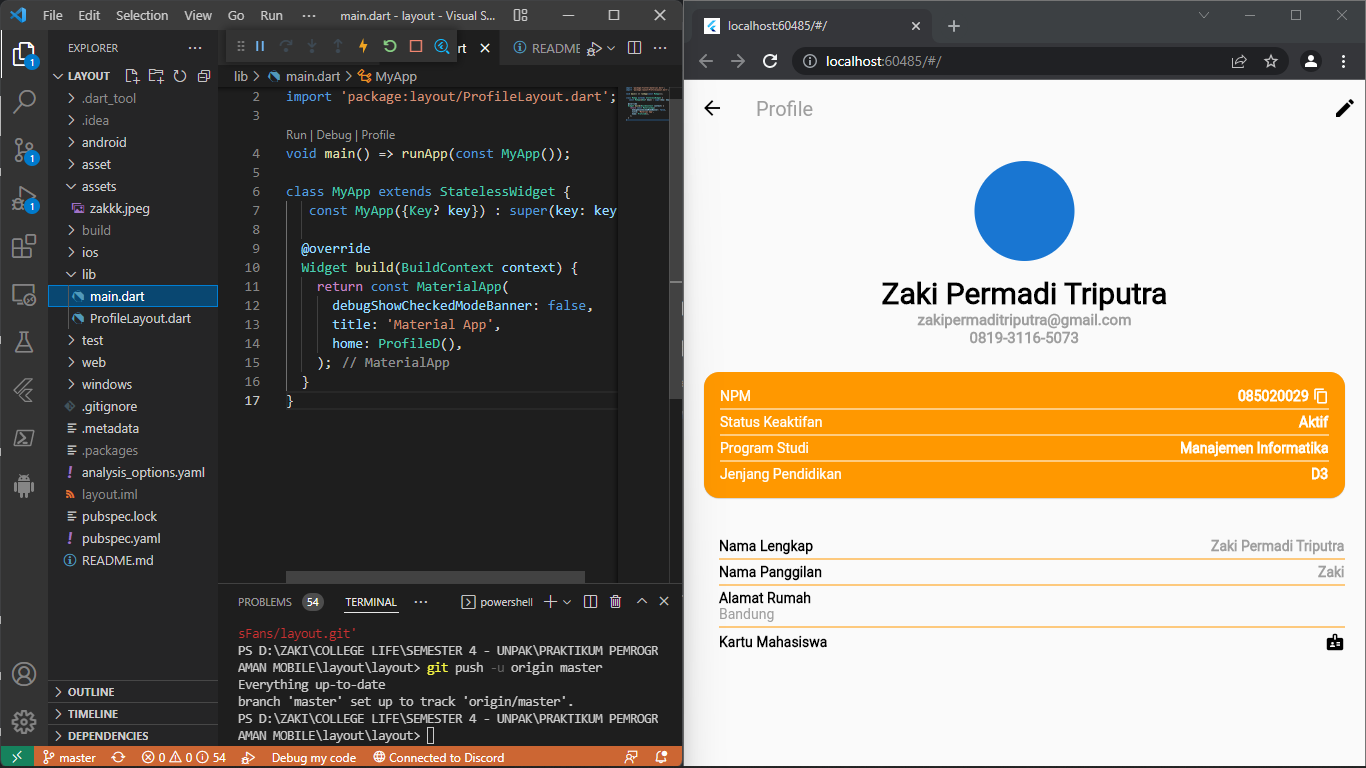 File Edit Selection View Go Run ··· main.dart - layout - Visual S...
EXPLORER ···
LAYOUT
.dart_tool
.idea
android
asset
assets
zakkk.jpeg
build
ios
lib
main.dart
ProfileLayout.dart
test
web
windows
.gitignore
.metadata
.packages
analysis_options.yaml
layout.iml
pubspec.lock
pubspec.yaml
README.md
OUTLINE
TIMELINE
DEPENDENCIES
1
1
1
rt README
lib > main.dart > MyApp
2 import 'package:layout/ProfileLayout.dart';
3
Run | Debug | Profile
4 void main() => runApp(const MyApp());
5
6 class MyApp extends StatelessWidget {
7 const MyApp({Key? key}) : super(key: key
8
9 @override
10 Widget build(BuildContext context) {
11 return const MaterialApp(
12 debugShowCheckedModeBanner: false,
13 title: 'Material App',
14 home: ProfileD(),
15 ); // MaterialApp
16 }
17 }
PROBLEMS 54 TERMINAL ··· powershell
sFans/layout.git'
PS D:\ZAKI\COLLEGE LIFE\SEMESTER 4 - UNPAK\PRAKTIKUM PEMROGR
AMAN MOBILE\layout\layout> git push -u origin master
Everything up-to-date
branch 'master' set up to track 'origin/master'.
PS D:\ZAKI\COLLEGE LIFE\SEMESTER 4 - UNPAK\PRAKTIKUM PEMROGR
AMAN MOBILE\layout\layout>
master 0 0 54 Debug my code Connected to Discord
localhost:60485/#/
localhost:60485/#/
Profile
Zaki Permadi Triputra
zakipermaditriputra@gmail.com
0819-3116-5073
NPM 085020029
Status Keaktifan Aktif
Program Studi Manajemen Informatika
Jenjang Pendidikan D3
Nama Lengkap Zaki Permadi Triputra
Nama Panggilan Zaki
Alamat Rumah
Bandung
Kartu Mahasiswa